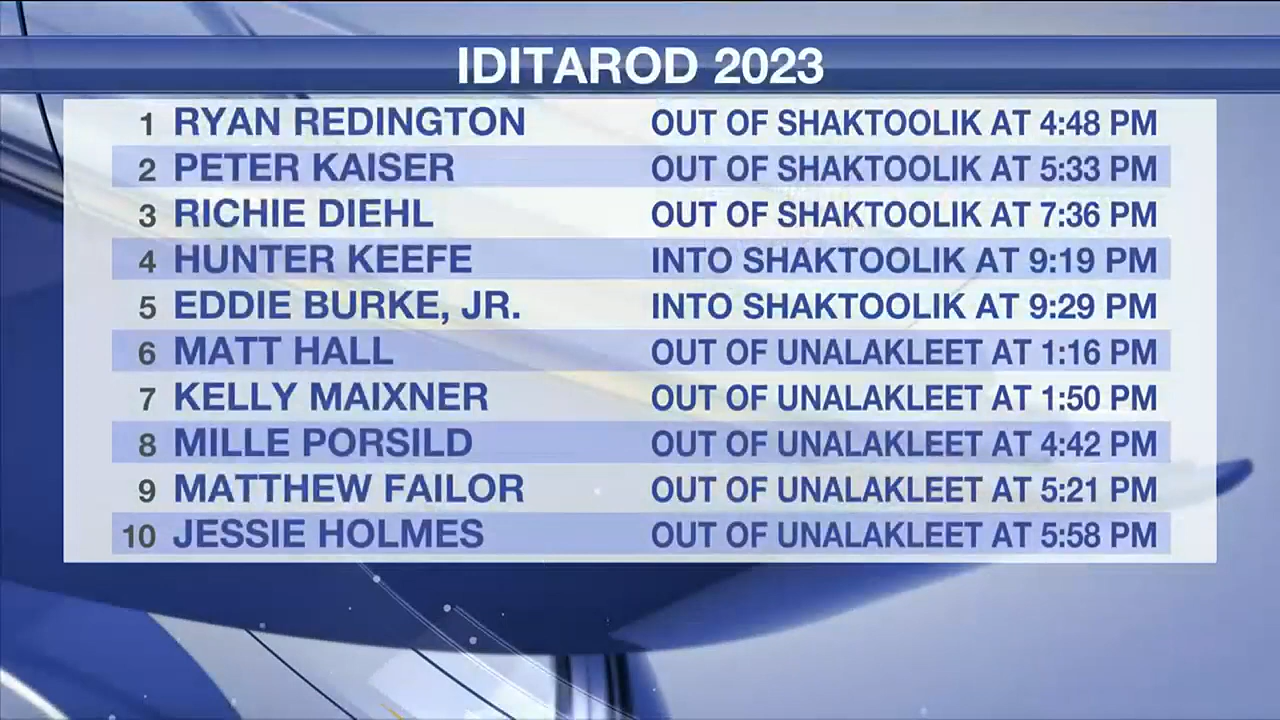 IDITAROD 2023
1 RYAN REDINGTON OUT OF SHAKTOOLIK AT 4:48 PM
2 PETER KAISER OUT OF SHAKTOOLIK AT 5:33 PM
3 RICHIE DIEHL OUT OF SHAKTOOLIK AT 7:36 PM
4 HUNTER KEEFE INTO SHAKTOOLIK AT 9:19 PM
5 EDDIE BURKE, JR. INTO SHAKTOOLIK AT 9:29 PM
6 MATT HALL OUT OF UNALAKLEET AT 1:16 PM
7 KELLY MAIXNER OUT OF UNALAKLEET AT 1:50 PM
8 MILLE PORSILD OUT OF UNALAKLEET AT 4:42 PM
9 MATTHEW FAILOR OUT OF UNALAKLEET AT 5:21 PM
10 JESSIE HOLMES OUT OF UNALAKLEET AT 5:58 PM